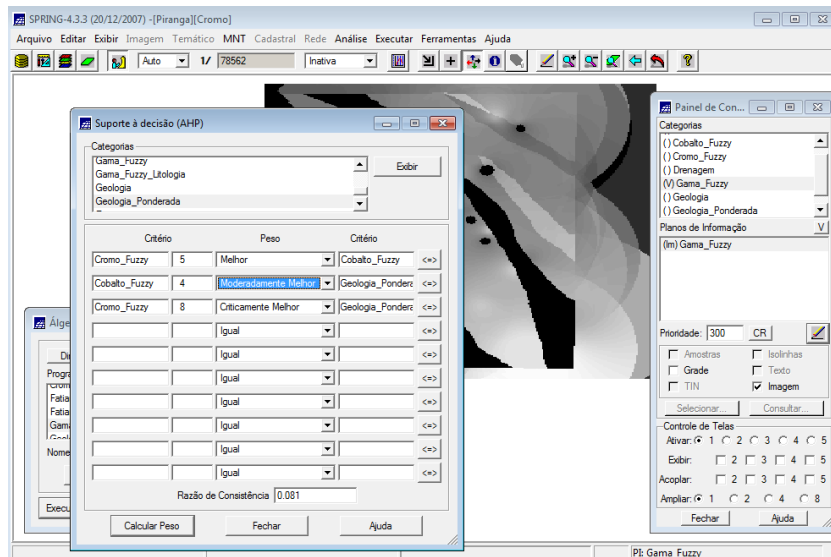 SPRING-4.3.3 (20/12/2007) -[Piranga][Cromo]
Arquivo Editar Exibir Imagem Temático MNT Cadastral Rede Análise Executar Ferramentas Ajuda
Auto 1/ 78562 Inativa
Suporte à decisão (AHP)
Categorias
Gama_Fuzzy
Gama_Fuzzy_Litologia
Geologia
Geologia_Ponderada
Exibir
Critério Peso Critério
Cromo_Fuzzy 5 Melhor Cobalto_Fuzzy <=>
Cobalto_Fuzzy 4 Moderadamente Melhor Geologia_Pondera <=>
Cromo_Fuzzy 8 Criticamente Melhor Geologia_Pondera <=>
Igual <=>
Igual <=>
Igual <=>
Igual <=>
Igual <=>
Igual <=>
Igual <=>
Razão de Consistência 0.081
Calcular Peso Fechar Ajuda
Álge
Di
Progra
Fatia
Fatia
Gam
Nome
Execu
Painel de Con...
Categorias
( ) Cobalto_Fuzzy
( ) Cromo_Fuzzy
( ) Drenagem
(V) Gama_Fuzzy
( ) Geologia
( ) Geologia_Ponderada
Planos de Informação V
(Im) Gama_Fuzzy
Prioridade: 300 CR
Amostras Isolinhas
Grade Texto
TIN Imagem
Selecionar... Consultar...
Controle de Telas
Ativar: 1 2 3 4 5
Exibir: 2 3 4 5
Acoplar: 2 3 4 5
Ampliar: 1 2 4 8
Fechar Ajuda
PI: Gama_Fuzzy